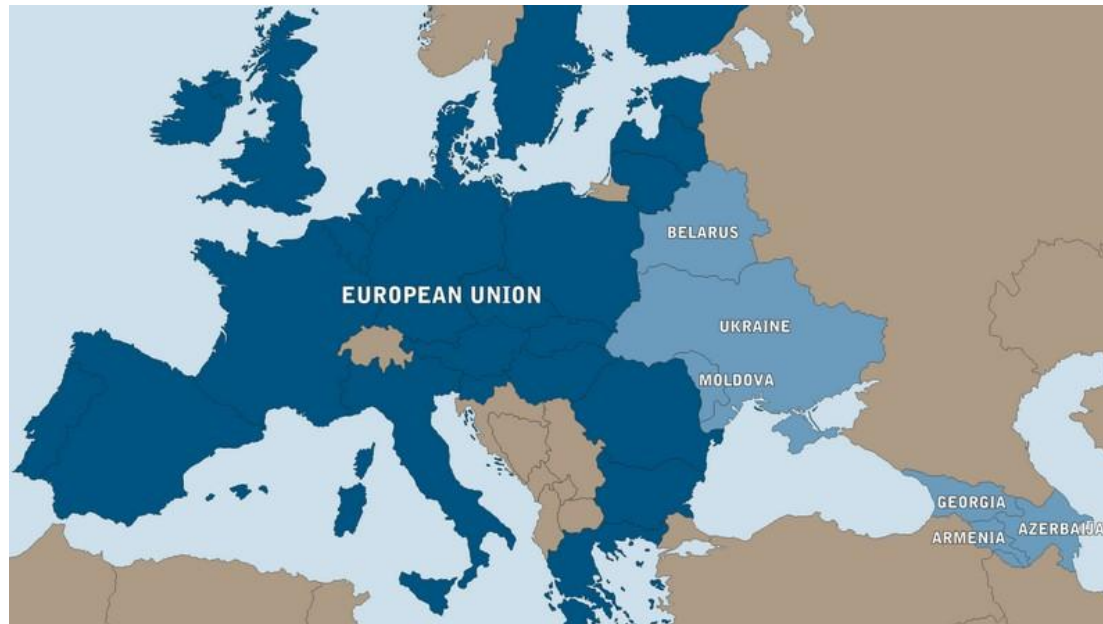 BELARUS
EUROPEAN UNION
UKRAINE
MOLDOVA
GEORGIA
ARMENIA
AZERBAIJA